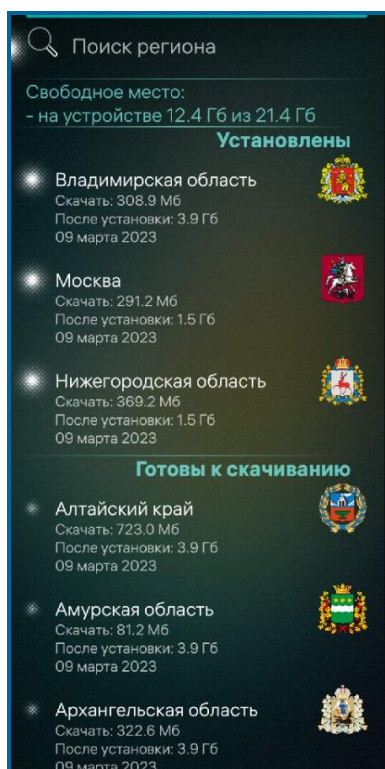 Поиск региона
Свободное место:
- на устройстве 12.4 Гб из 21.4 Гб
Установлены
Владимирская область
Скачать: 308.9 Мб
После установки: 3.9 Гб
09 марта 2023
Москва
Скачать: 291.2 Мб
После установки: 1.5 Гб
09 марта 2023
Нижегородская область
Скачать: 369.2 Мб
После установки: 1.5 Гб
09 марта 2023
Готовы к скачиванию
Алтайский край
Скачать: 723.0 Мб
После установки: 3.9 Гб
09 марта 2023
Амурская область
Скачать: 81.2 Мб
После установки: 3.9 Гб
09 марта 2023
Архангельская область
Скачать: 322.6 Мб
После установки: 3.9 Гб
09 марта 2023